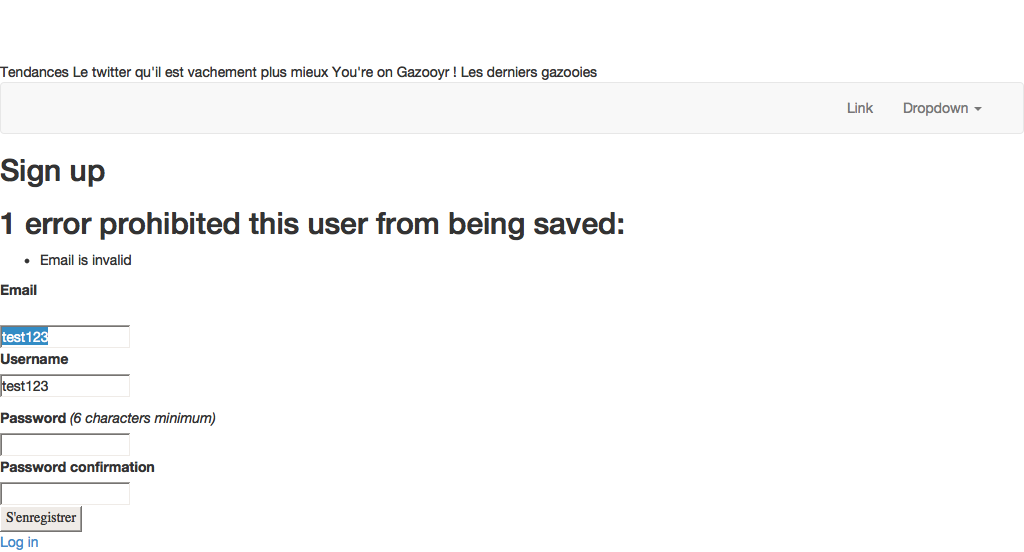 Tendances Le twitter qu'il est vachement plus mieux You're on Gazooyr ! Les derniers gazooies
Link Dropdown
Sign up
1 error prohibited this user from being saved:
Email is invalid
Email
test123
Username
test123
Password (6 characters minimum)
Password confirmation
S'enregistrer
Log in